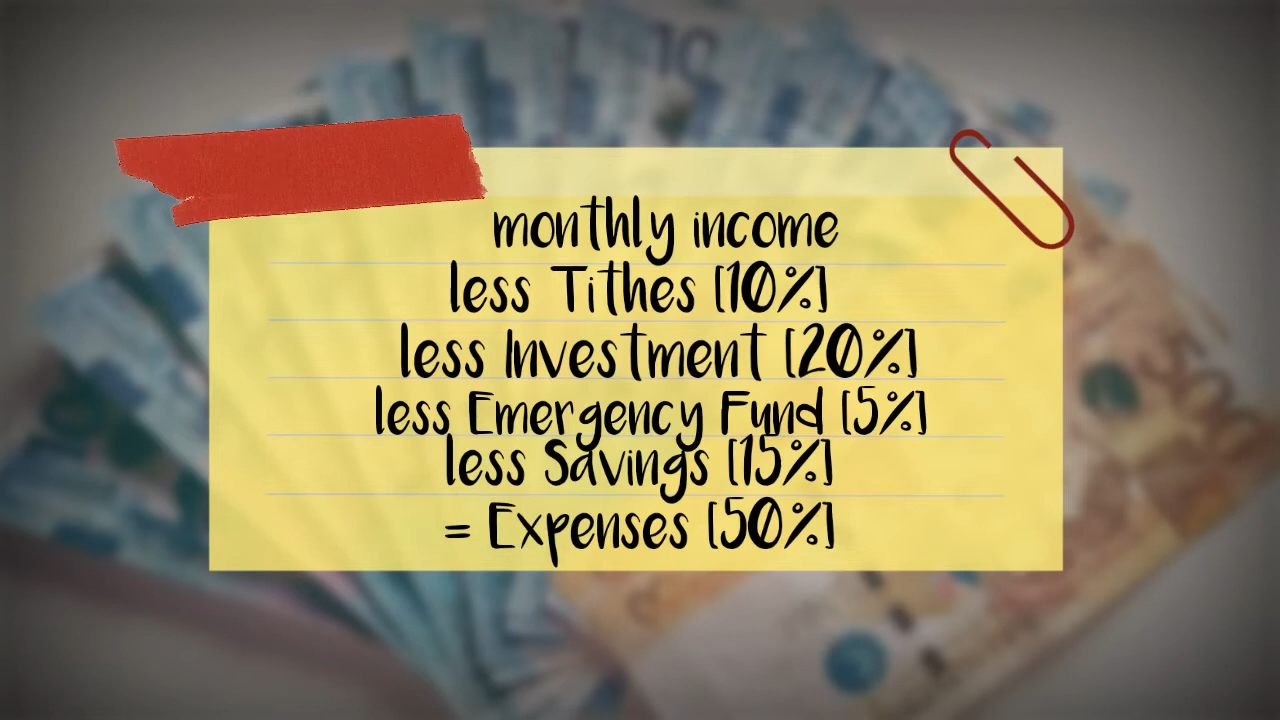 monthly income
less Tithes [10%]
less Investment [20%]
less Emergency Fund [5%]
less Savings [15%]
= Expenses [50%]